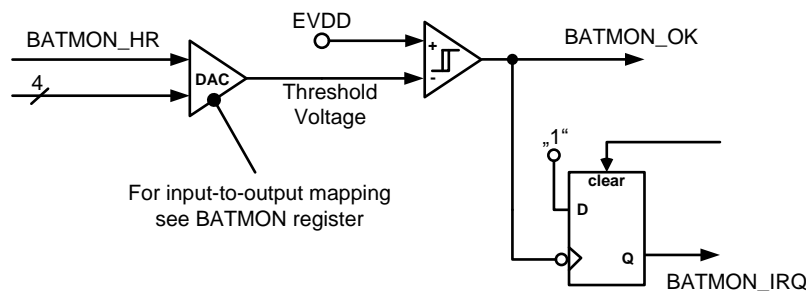 EVDD
BATMON_HR
BATMON_OK
+
-
DAC
4
Threshold
Voltage
„1“
clear
For input-to-output mapping
see BATMON register
D
Q
BATMON_IRQ